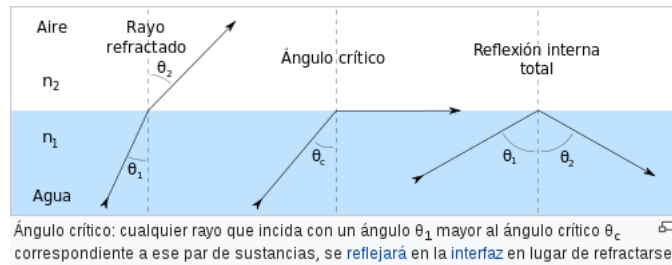 Aire
Rayo
refractado
θ2
n2
Ángulo crítico
Reflexión interna
total
n1
θ1
θc
θ1
θ2
Agua
Ángulo crítico: cualquier rayo que incida con un ángulo θ1 mayor al ángulo crítico θc
correspondiente a ese par de sustancias, se reflejará en la interfaz en lugar de refractarse